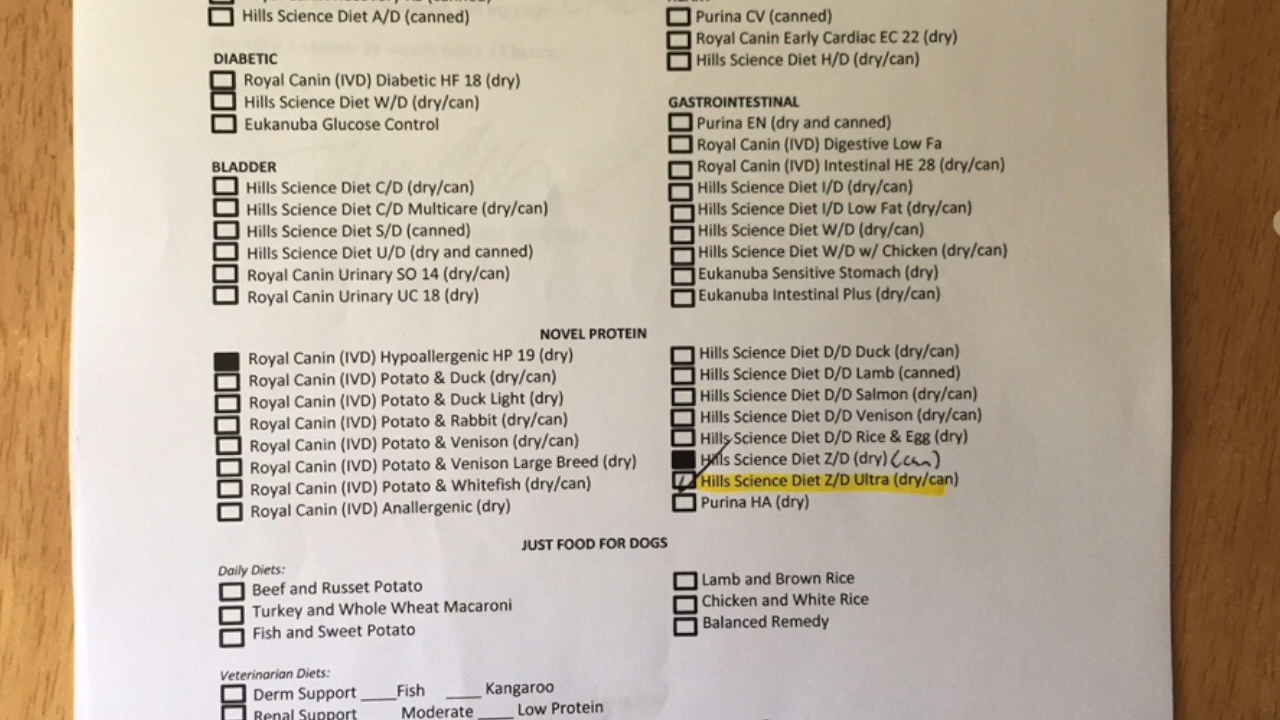 Hills Science Diet A/D (canned)
DIABETIC
Royal Canin (IVD) Diabetic HF 18 (dry)
Hills Science Diet W/D (dry/can)
Eukanuba Glucose Control
BLADDER
Hills Science Diet C/D (dry/can)
Hills Science Diet C/D Multicare (dry/can)
Hills Science Diet S/D (canned)
Hills Science Diet U/D (dry and canned)
Royal Canin Urinary SO 14 (dry/can)
Royal Canin Urinary UC 18 (dry)
Purina CV (canned)
Royal Canin Early Cardiac EC 22 (dry)
Hills Science Diet H/D (dry/can)
GASTROINTESTINAL
Purina EN (dry and canned)
Royal Canin (IVD) Digestive Low Fa
Royal Canin (IVD) Intestinal HE 28 (dry/can)
Hills Science Diet I/D (dry/can)
Hills Science Diet I/D Low Fat (dry/can)
Hills Science Diet W/D (dry/can)
Hills Science Diet W/D w/ Chicken (dry/can)
Eukanuba Sensitive Stomach (dry)
Eukanuba Intestinal Plus (dry/can)
NOVEL PROTEIN
Royal Canin (IVD) Hypoallergenic HP 19 (dry)
Royal Canin (IVD) Potato & Duck (dry/can)
Royal Canin (IVD) Potato & Duck Light (dry)
Royal Canin (IVD) Potato & Rabbit (dry/can)
Royal Canin (IVD) Potato & Venison (dry/can)
Royal Canin (IVD) Potato & Venison Large Breed (dry)
Royal Canin (IVD) Potato & Whitefish (dry/can)
Royal Canin (IVD) Anallergenic (dry)
Hills Science Diet D/D Duck (dry/can)
Hills Science Diet D/D Lamb (canned)
Hills Science Diet D/D Salmon (dry/can)
Hills Science Diet D/D Venison (dry/can)
Hills Science Diet D/D Rice & Egg (dry)
Hills Science Diet Z/D (dry) (can)
Hills Science Diet Z/D Ultra (dry/can)
Purina HA (dry)
JUST FOOD FOR DOGS
Daily Diets:
Beef and Russet Potato
Turkey and Whole Wheat Macaroni
Fish and Sweet Potato
Lamb and Brown Rice
Chicken and White Rice
Balanced Remedy
Veterinarian Diets:
Derm Support ____Fish ____ Kangaroo
Renal Support ____ Moderate ____ Low Protein